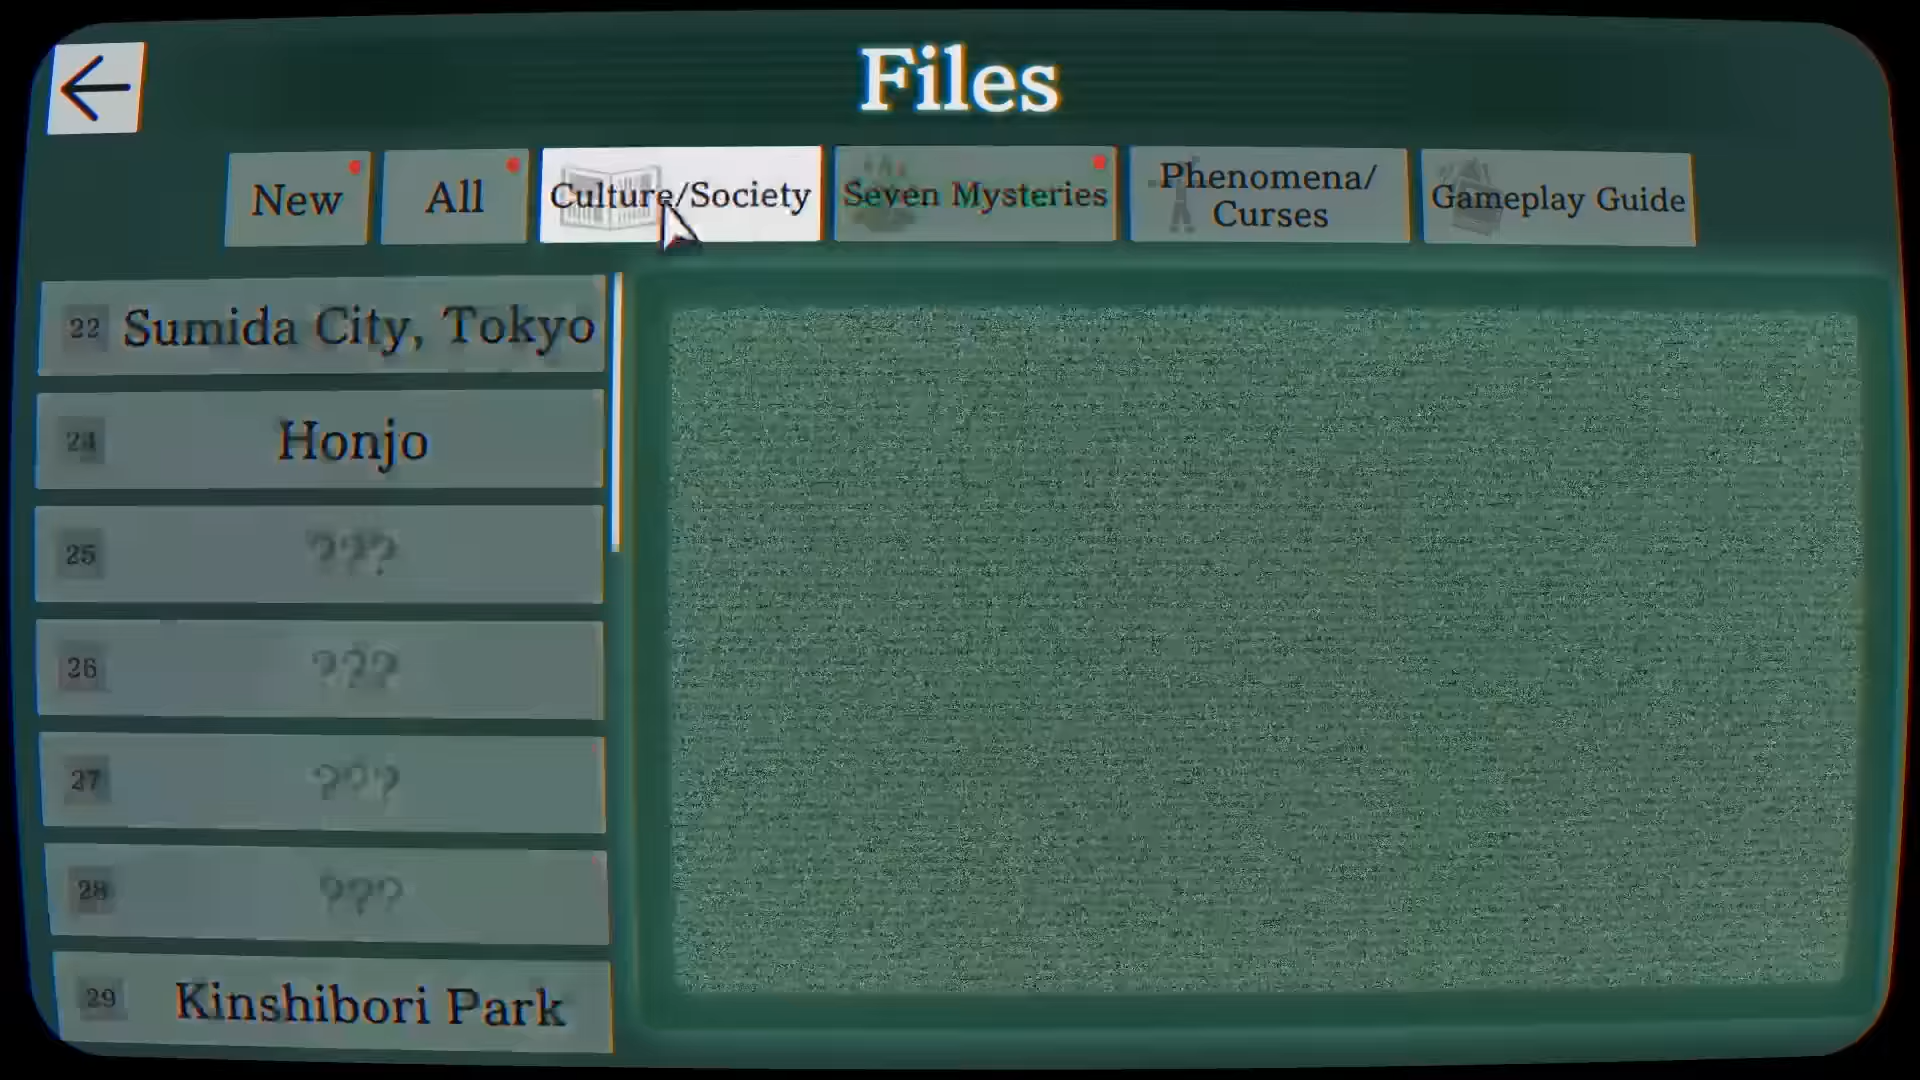 Files
New
All
Culture/Society
Seven Mysteries
Phenomena/
Curses
Gameplay Guide
22 Sumida City, Tokyo
24 Honjo
25 ???
26 ???
27 ???
28 ???
29 Kinshibori Park